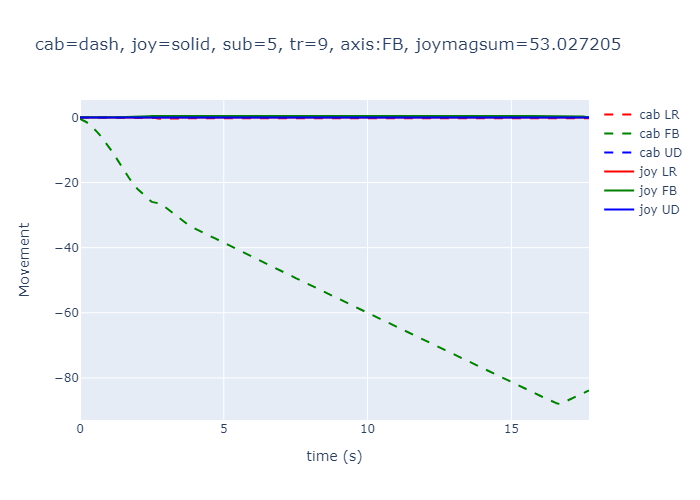 cab=dash, joy=solid, sub=5, tr=9, axis:FB, joymagsum=53.027205
cab LR
cab FB
cab UD
joy LR
joy FB
joy UD
0
−20
−40
−60
−80
Movement
0 5 10 15
time (s)